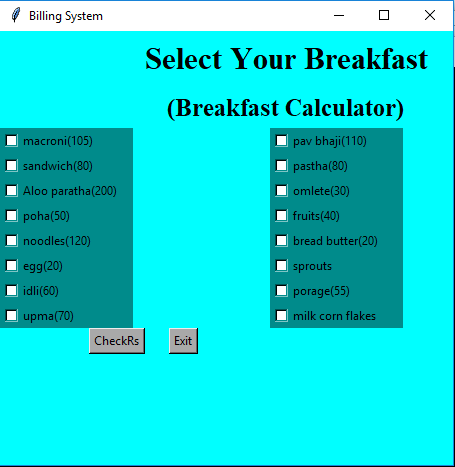 Billing System
Select Your Breakfast
(Breakfast Calculator)
macroni(105)
sandwich(80)
Aloo paratha(200)
poha(50)
noodles(120)
egg(20)
idli(60)
upma(70)
pav bhaji(110)
pastha(80)
omlete(30)
fruits(40)
bread butter(20)
sprouts
porage(55)
milk corn flakes
CheckRs
Exit